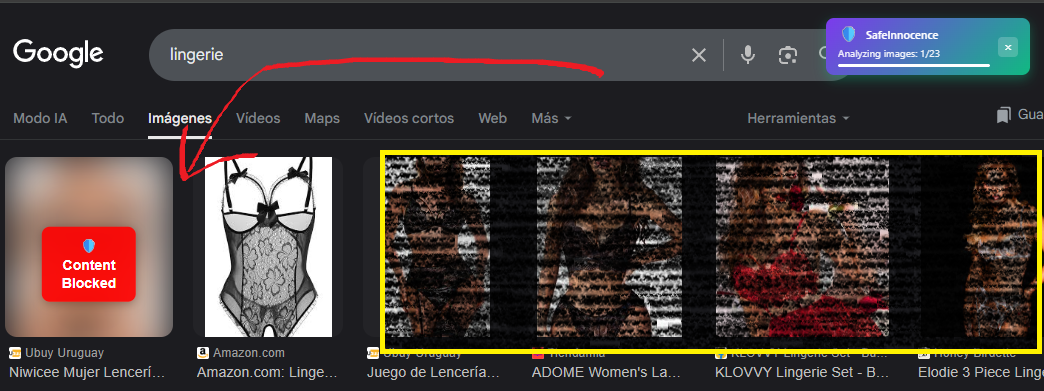 Google
lingerie
SafeInnocence
Analyzing images: 1/23
Modo IA Todo Imágenes Vídeos Maps Vídeos cortos Web Más Herramientas Gua
Content
Blocked
Ubuy Uruguay Amazon.com Ubuy Uruguay Tiendamia KLOVVY Lingerie Set - Bu... Honey Birdette
Niwicee Mujer Lencerí... Amazon.com: Linge... Juego de Lencería... ADOME Women's La... KLOVVY Lingerie Set - B... Elodie 3 Piece Linge